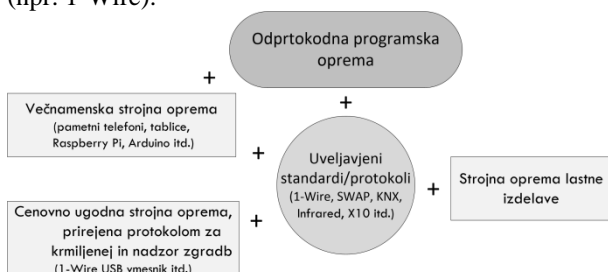 (npr. 1-Wire).
Odprtokodna programska
oprema
+
+
Večnamenska strojna oprema
(pametni telefoni, tablice,
Raspberry Pi, Arduino itd.)
+
Uveljavjeni
standardi/protokoli
(1-Wire, SWAP, KNX,
Infrared, X10 itd.)
+
Strojna oprema lastne
izdelave
Cenovno ugodna strojna oprema,
prirejena protokolom za
krmiljenej in nadzor zgradb
(1-Wire USB vmesnik itd.)
+